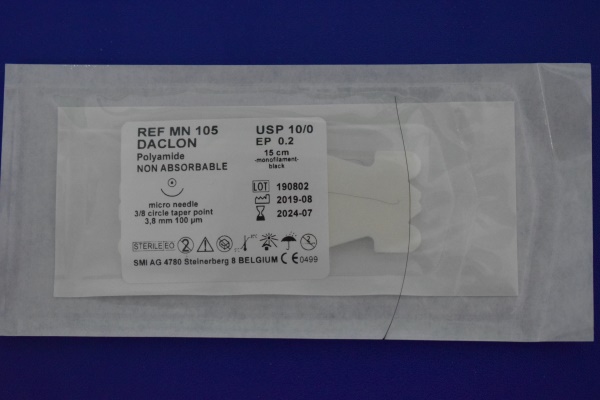 REF MN 105
DACLON
Polyamide
NON ABSORBABLE
micro needle
3/8 circle taper point
3,8 mm 100 µm
USP 10/0
EP 0.2
15 cm
-monofilament-
black
LOT 190802
2019-08
2024-07
STERILE EO 2
SMI AG 4780 Steinerberg 8 BELGIUM CE 0499